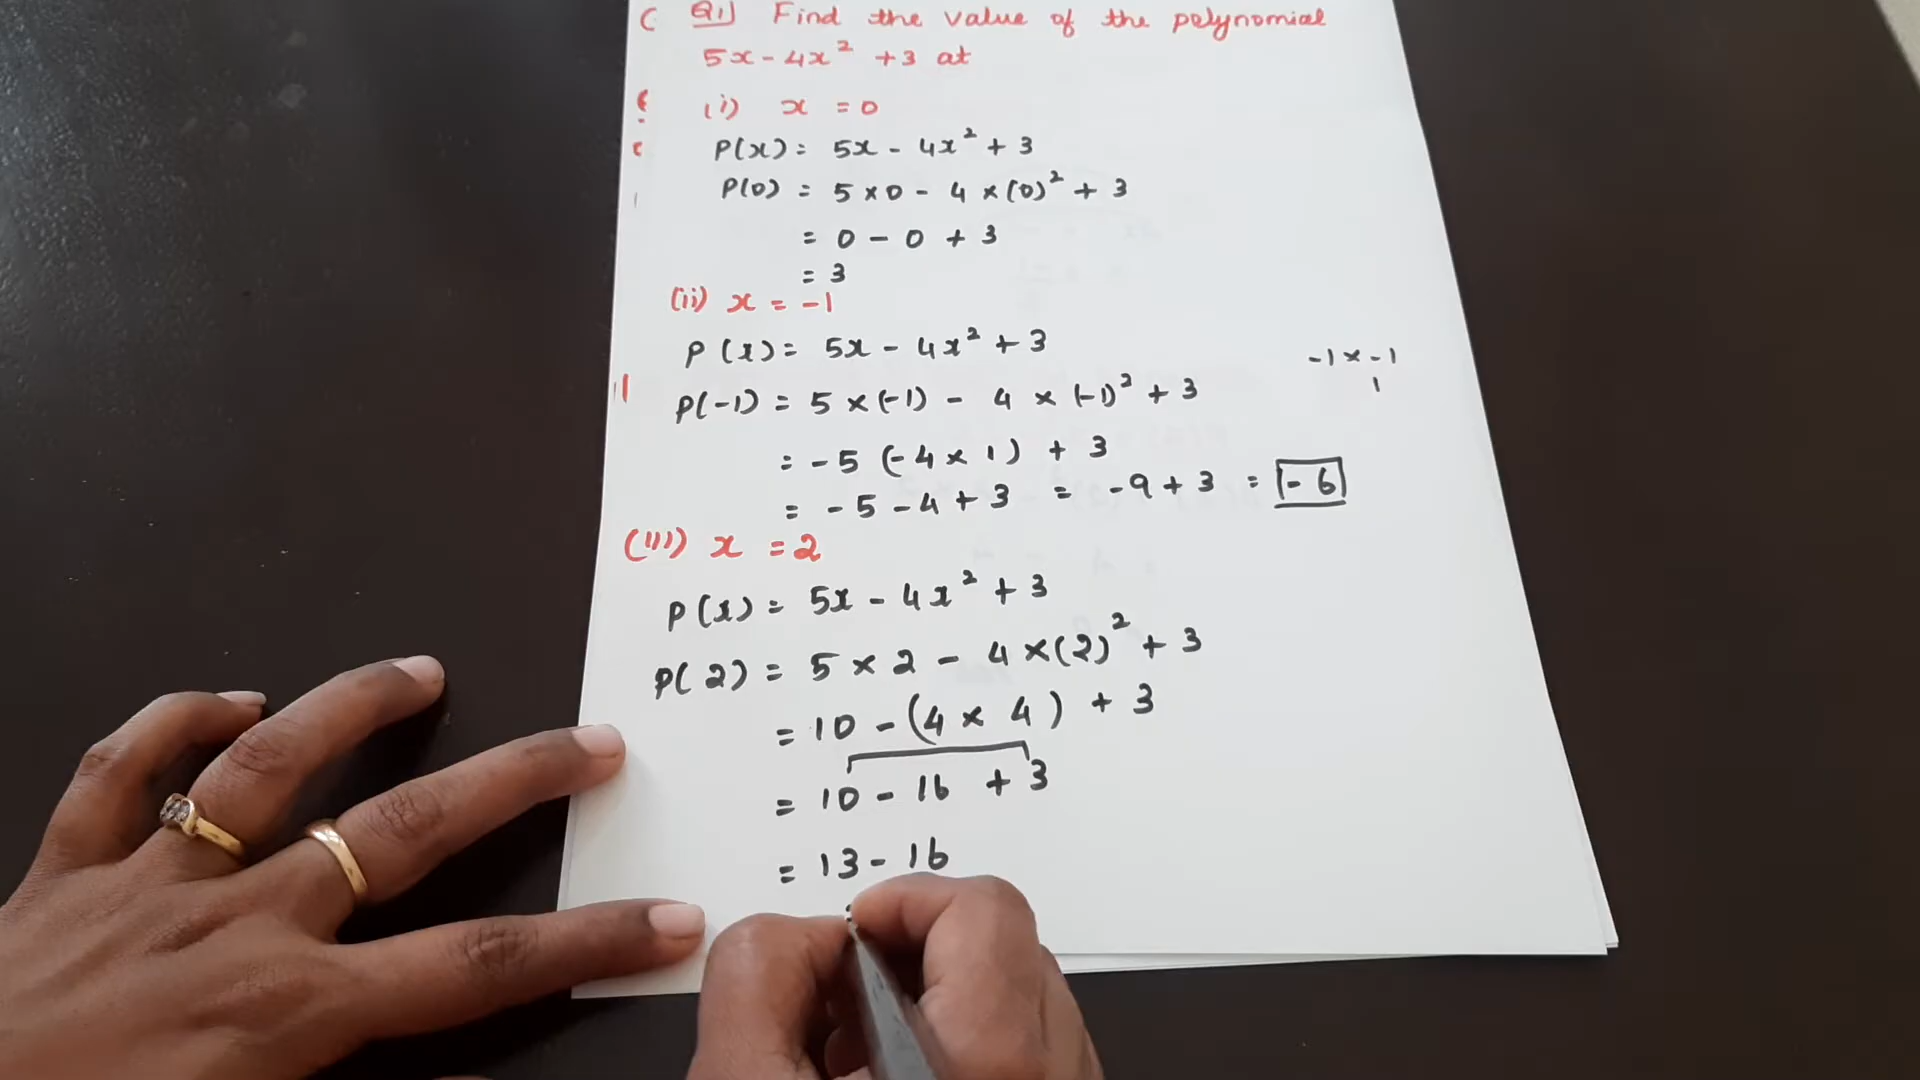 Q1) Find the value of the polynomial
5x - 4x² + 3 at
(i) x = 0
P(x) = 5x - 4x² + 3
P(0) = 5 × 0 - 4 × (0)² + 3
= 0 - 0 + 3
= 3
(ii) x = -1
P(x) = 5x - 4x² + 3
-1 × -1
1
P(-1) = 5 × (-1) - 4 × (-1)² + 3
= -5 (-4 × 1) + 3
= -5 - 4 + 3 = -9 + 3 = -6
(iii) x = 2
P(x) = 5x - 4x² + 3
P(2) = 5 × 2 - 4 × (2)² + 3
= 10 - (4 × 4) + 3
= 10 - 16 + 3
= 13 - 16